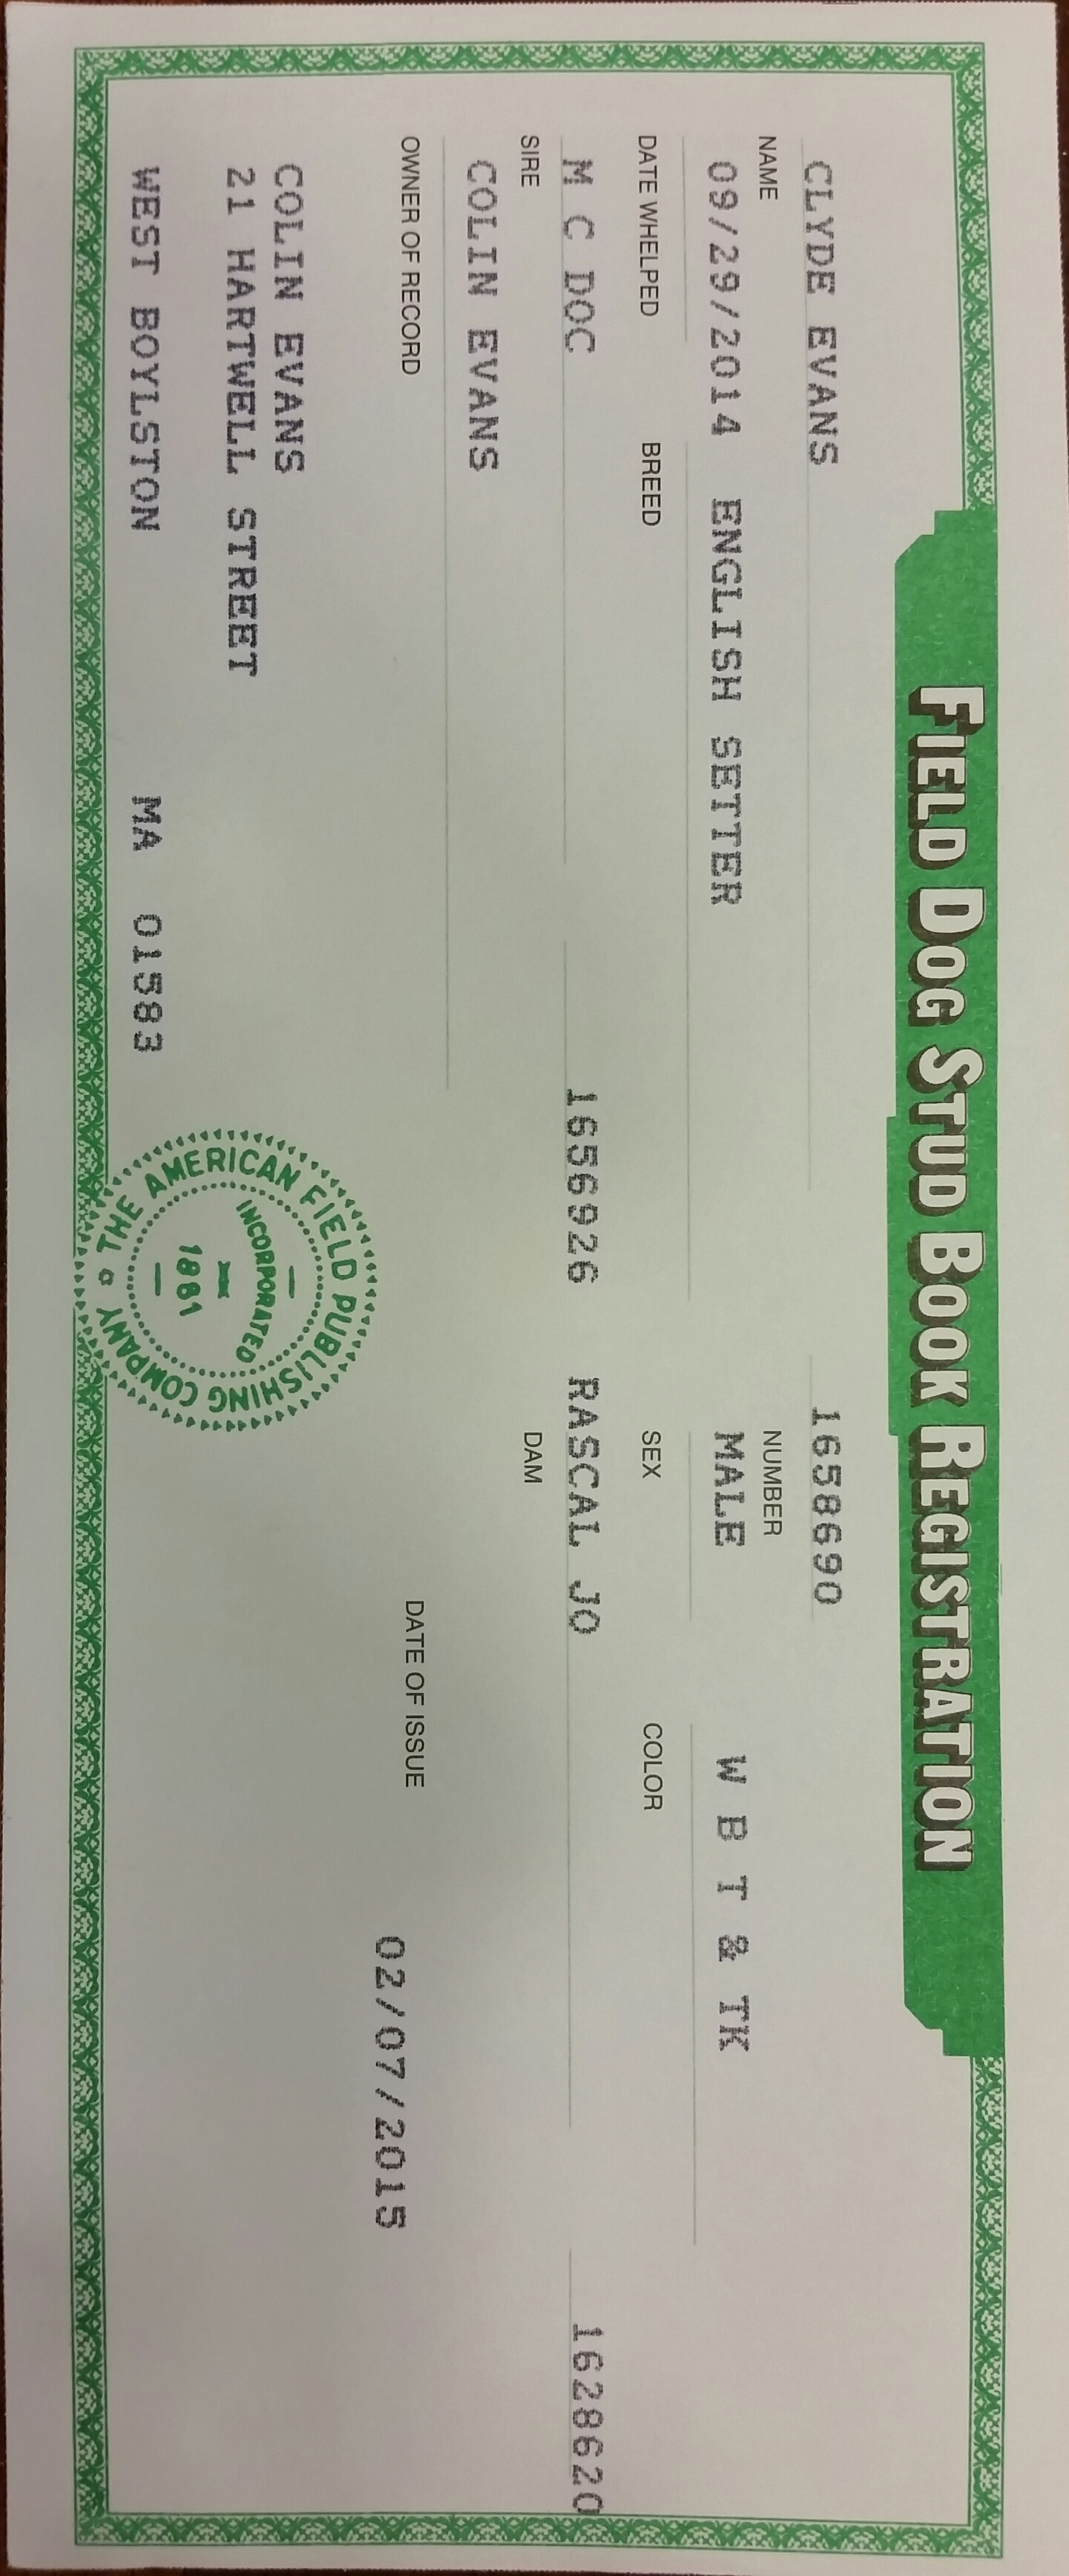 FIELD DOG STUD BOOK REGISTRATION
CLYDE EVANS 1658690
NAME NUMBER
09/29/2014 ENGLISH SETTER MALE W B T & TK
DATE WHELPED BREED SEX COLOR
M C DOC 1656926 RASCAL JO 1628620
SIRE DAM
COLIN EVANS
OWNER OF RECORD DATE OF ISSUE
02/07/2015
COLIN EVANS
21 HARTWELL STREET
WEST BOYLSTON MA 01583
THE AMERICAN FIELD PUBLISHING COMPANY
INCORPORATED
1881